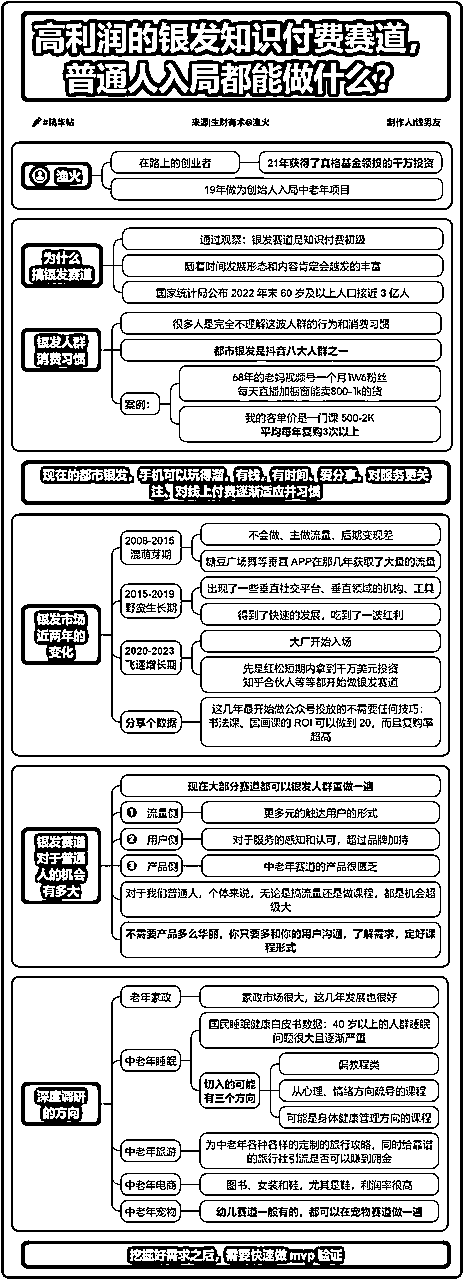 高利润的银发知识付费赛道，
普通人入局都能做什么？
#精华帖
来源|生财有术@渔火
制作人|钱男友
渔火
在路上的创业者
21年获得了真格基金领投的千万投资
19年做为创始人入局中老年项目
为什么
搞银发赛道
通过观察：银发赛道是知识付费初级
随着时间发展形态和内容肯定会越发的丰富
国家统计局公布 2022 年末 60 岁及以上人口接近 3 亿人
银发人群
消费习惯
很多人是完全不理解这波人群的行为和消费习惯
都市银发是抖音八大人群之一
案例：
68年的老妈视频号一个月1W6粉丝
每天直播加橱窗能卖800-1k的货
我的客单价是一门课 500-2K
平均每年复购3次以上
现在的都市银发，手机可以玩得溜，有钱，有时间、爱分享，对服务更关
注、对线上付费逐渐适应并习惯
银发市场
近两年的
变化
2008-2015
混萌芽期
不会做、主做流量、后期变现差
糖豆广场舞等垂直 APP在那几年获取了大量的流量
2015-2019
野蛮生长期
出现了一些垂直社交平台、垂直领域的机构、工具
得到了快速的发展，吃到了一波红利
2020-2023
飞速增长期
大厂开始入场
先是红松短期内拿到千万美元投资
知乎合伙人等等都开始做银发赛道
分享个数据
这几年最开始做公众号投放的不需要任何技巧：
书法课、国画课的 ROI 可以做到 20，而且复购率
超高
银发赛道
对于普通
人的机会
有多大
现在大部分赛道都可以银发人群重做一遍
❶ 流量侧
更多元的触达用户的形式
❷ 用户侧
对于服务的感知和认可，超过品牌加持
❸ 产品侧
中老年赛道的产品很匮乏
对于我们普通人，个体来说，无论是搞流量还是做课程，都是机会超
级大
不需要产品多么华丽，你只要多和你的用户沟通，了解需求，定好课
程形式
深度调研
的方向
老年家政
家政市场很大，这几年发展也很好
中老年睡眠
国民睡眠健康白皮书数据：40 岁以上的人群睡眠
问题很大且逐渐严重
切入的可能
有三个方向
偏教程类
从心理、情绪方向疏导的课程
可能是身体健康管理方向的课程
中老年旅游
为中老年各种各样的定制的旅行攻略，同时给靠谱
的旅行社引流是否可以赚到佣金
中老年电商
图书、女装和鞋，尤其是鞋，利润率很高
中老年宠物
幼儿赛道一般有的，都可以在宠物赛道做一遍
挖掘好需求之后，需要快速做 mvp 验证